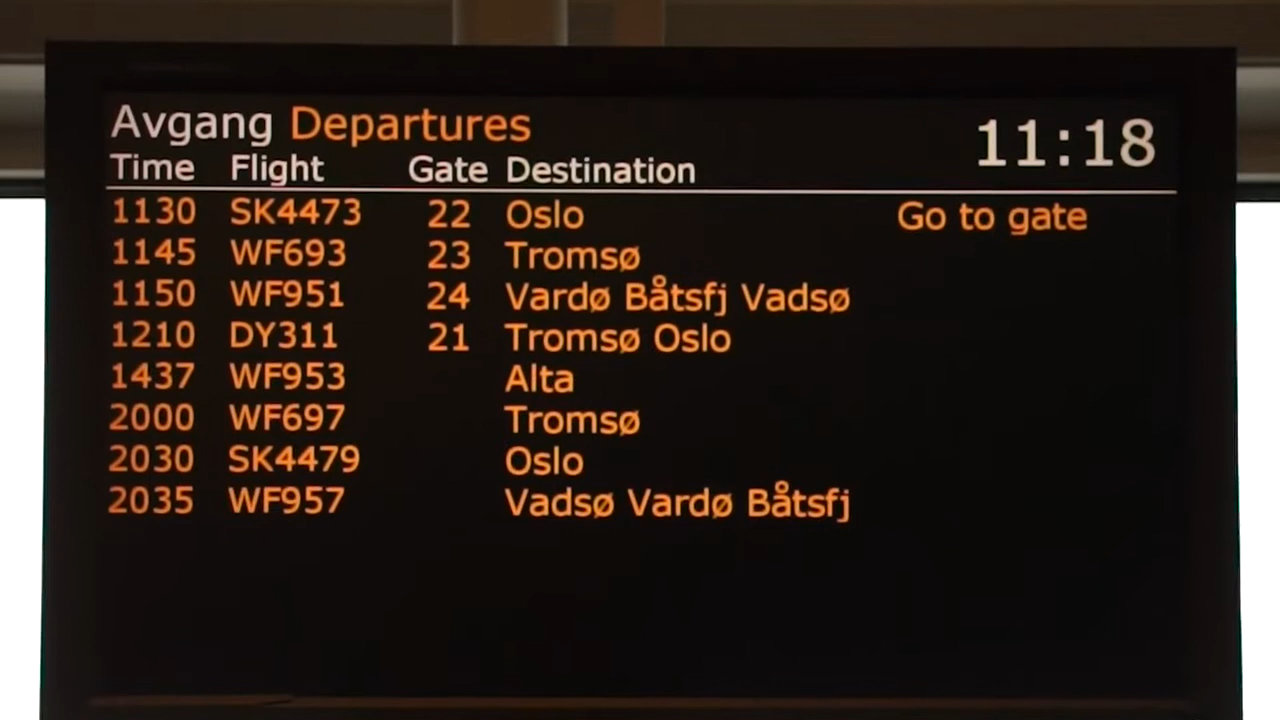 Avgang Departures 11:18
Time Flight Gate Destination
1130 SK4473 22 Oslo Go to gate
1145 WF693 23 Tromsø
1150 WF951 24 Vardø Båtsfj Vadsø
1210 DY311 21 Tromsø Oslo
1437 WF953 Alta
2000 WF697 Tromsø
2030 SK4479 Oslo
2035 WF957 Vadsø Vardø Båtsfj